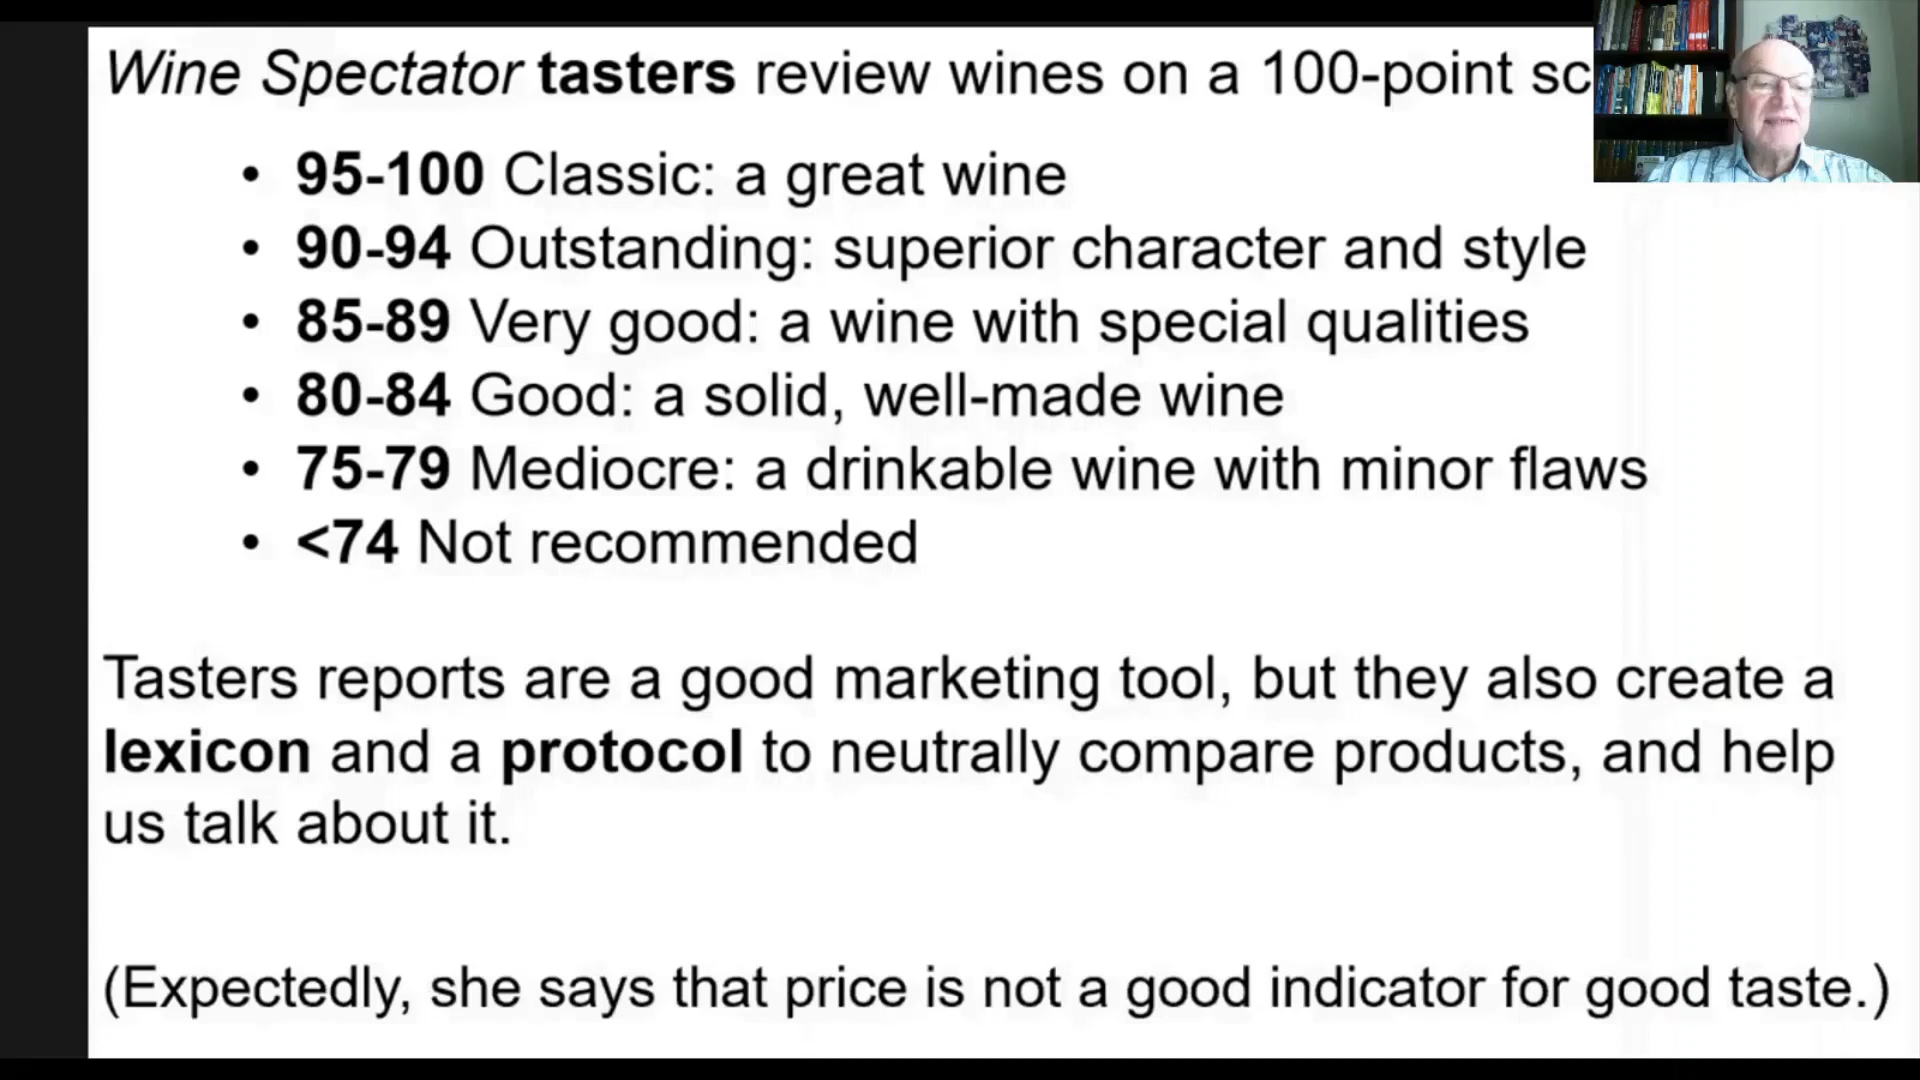 Wine Spectator tasters review wines on a 100-point sc
• 95-100 Classic: a great wine
• 90-94 Outstanding: superior character and style
• 85-89 Very good: a wine with special qualities
• 80-84 Good: a solid, well-made wine
• 75-79 Mediocre: a drinkable wine with minor flaws
• <74 Not recommended
Tasters reports are a good marketing tool, but they also create a
lexicon and a protocol to neutrally compare products, and help
us talk about it.
(Expectedly, she says that price is not a good indicator for good taste.)